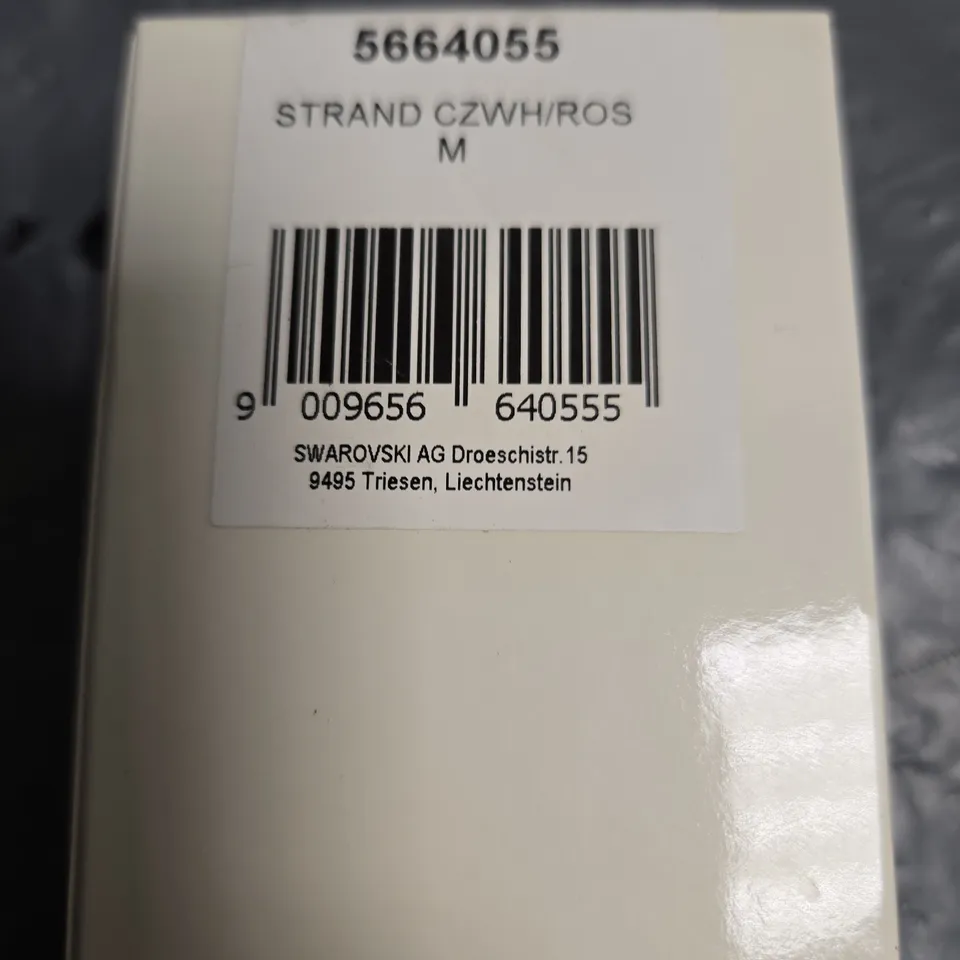 5664055
STRAND CZWH/ROS
M
9 009656 640555
SWAROVSKI AG Droeschistr.15
9495 Triesen, Liechtenstein